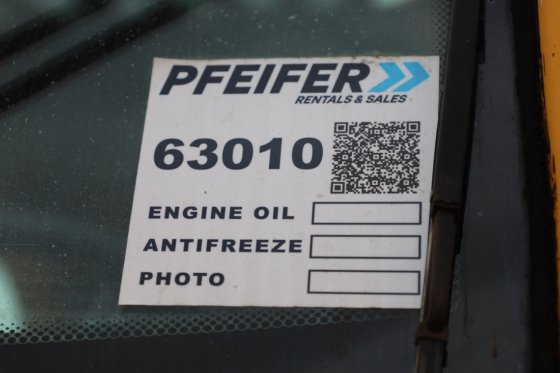 PFEIFER
RENTALS & SALES
63010
ENGINE OIL
ANTIFREEZE
PHOTO